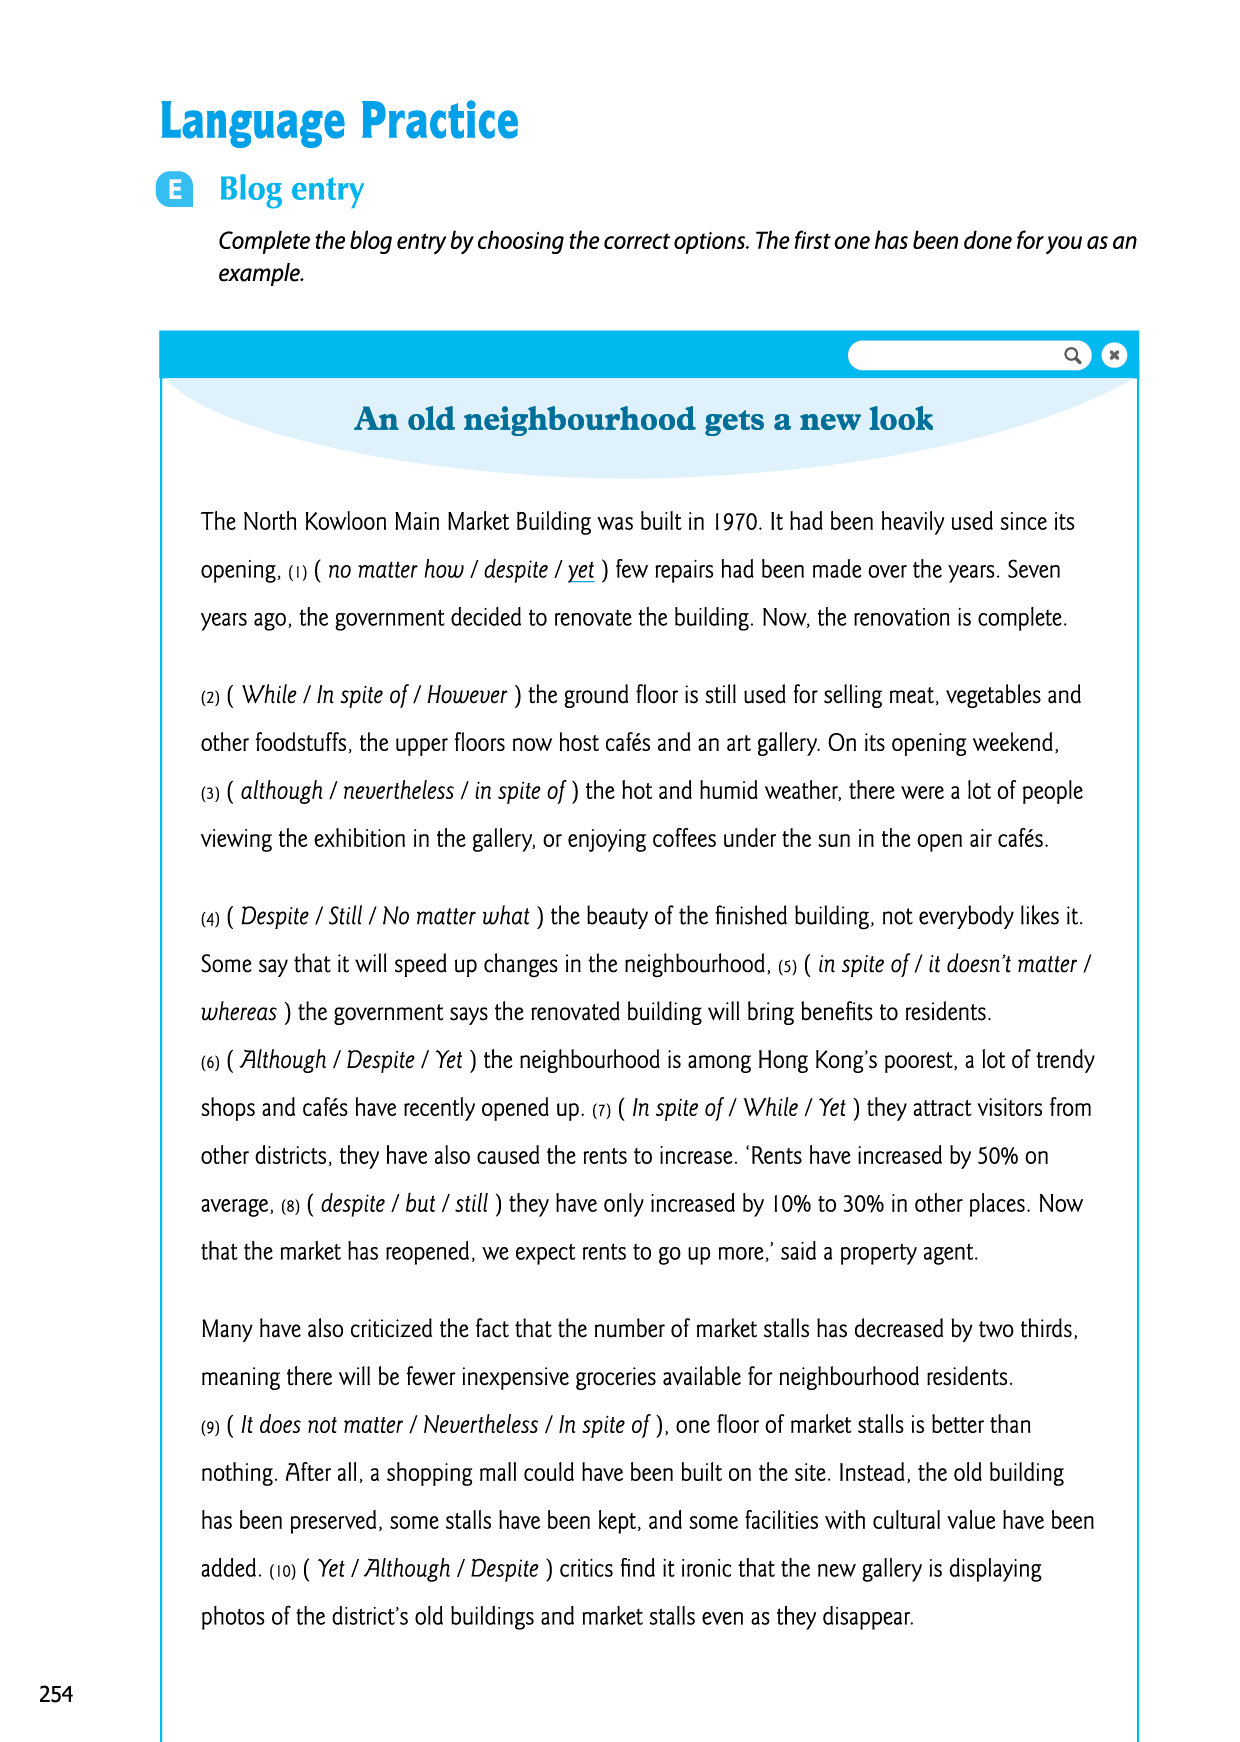 Language Practice
E Blog entry
Complete the blog entry by choosing the correct options. The first one has been done for you as an
example.
An old neighbourhood gets a new look
The North Kowloon Main Market Building was built in 1970. It had been heavily used since its
opening, (1) ( no matter how / despite / yet ) few repairs had been made over the years. Seven
years ago, the government decided to renovate the building. Now, the renovation is complete.
(2) ( While / In spite of / However ) the ground floor is still used for selling meat, vegetables and
other foodstuffs, the upper floors now host cafés and an art gallery. On its opening weekend,
(3) ( although / nevertheless / in spite of ) the hot and humid weather, there were a lot of people
viewing the exhibition in the gallery, or enjoying coffees under the sun in the open air cafés.
(4) ( Despite / Still / No matter what ) the beauty of the finished building, not everybody likes it.
Some say that it will speed up changes in the neighbourhood, (5) ( in spite of / it doesn't matter /
whereas ) the government says the renovated building will bring benefits to residents.
(6) ( Although / Despite / Yet ) the neighbourhood is among Hong Kong's poorest, a lot of trendy
shops and cafés have recently opened up. (7) ( In spite of / While / Yet ) they attract visitors from
other districts, they have also caused the rents to increase. 'Rents have increased by 50% on
average, (8) ( despite / but / still ) they have only increased by 10% to 30% in other places. Now
that the market has reopened, we expect rents to go up more,' said a property agent.
Many have also criticized the fact that the number of market stalls has decreased by two thirds,
meaning there will be fewer inexpensive groceries available for neighbourhood residents.
(9) ( It does not matter / Nevertheless / In spite of ), one floor of market stalls is better than
nothing. After all, a shopping mall could have been built on the site. Instead, the old building
has been preserved, some stalls have been kept, and some facilities with cultural value have been
added. (10) ( Yet / Although / Despite ) critics find it ironic that the new gallery is displaying
photos of the district's old buildings and market stalls even as they disappear.
254